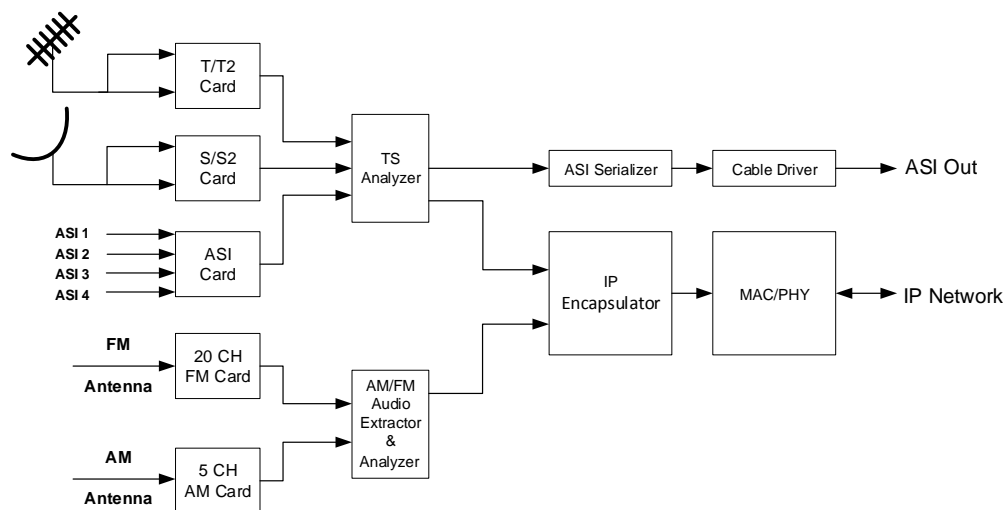 T/T2
Card
S/S2
Card
TS
Analyzer
ASI Serializer
Cable Driver
ASI Out
ASI 1
ASI 2
ASI 3
ASI 4
ASI
Card
IP
Encapsulator
MAC/PHY
IP Network
FM
Antenna
20 CH
FM Card
AM/FM
Audio
Extractor
&
Analyzer
AM
Antenna
5 CH
AM Card